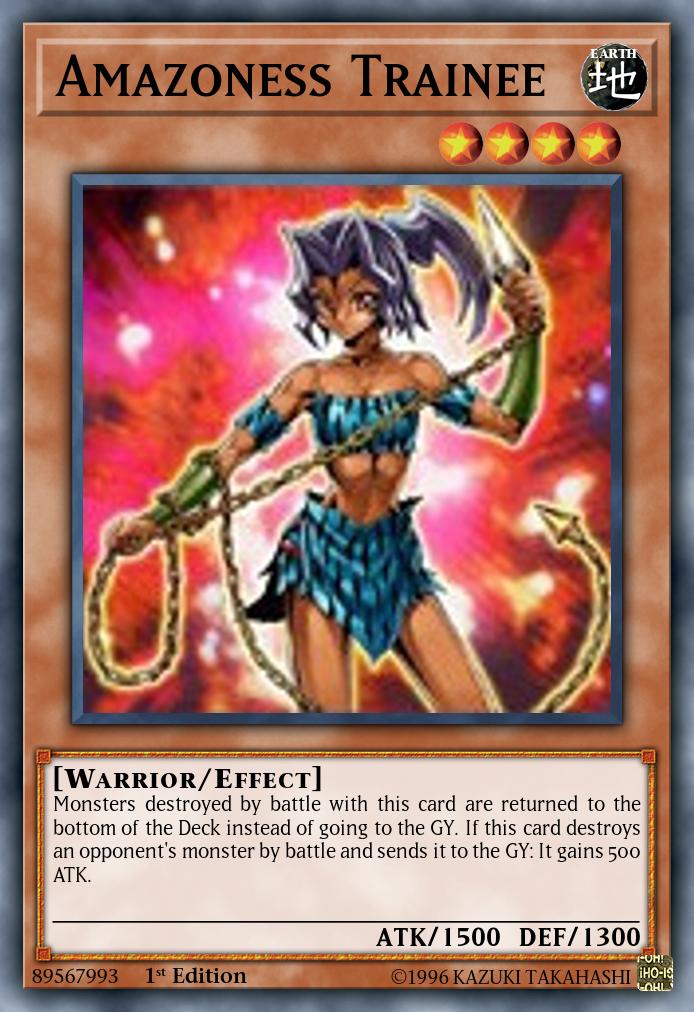 Amazoness Trainee
EARTH
地
[Warrior/Effect]
Monsters destroyed by battle with this card are returned to the
bottom of the Deck instead of going to the GY. If this card destroys
an opponent's monster by battle and sends it to the GY: It gains 500
ATK.
ATK/1500 DEF/1300
89567993 1st Edition ©1996 KAZUKI TAKAHASHI